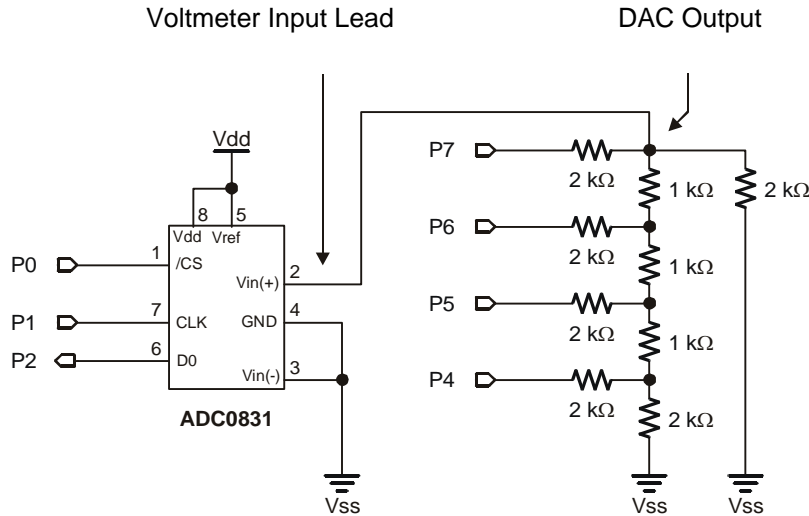 Voltmeter Input Lead
DAC Output
Vdd
P7
2 kΩ
1 kΩ
2 kΩ
8
5
Vdd
Vref
P6
2 kΩ
1 kΩ
P0
1
/CS
Vin(+)
2
P5
2 kΩ
1 kΩ
P1
7
CLK
GND
4
P2
6
D0
Vin(-)
3
P4
2 kΩ
2 kΩ
ADC0831
Vss
Vss
Vss